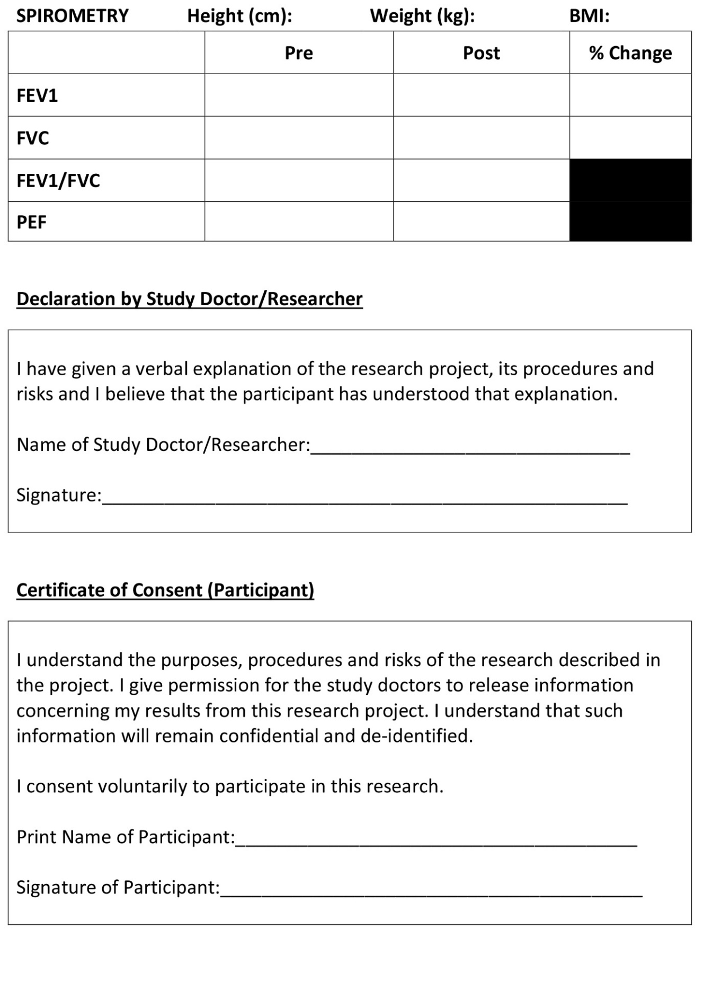 SPIROMETRY Height (cm): Weight (kg): BMI:
Pre Post % Change
FEV1
FVC
FEV1/FVC
PEF
Declaration by Study Doctor/Researcher
I have given a verbal explanation of the research project, its procedures and
risks and I believe that the participant has understood that explanation.
Name of Study Doctor/Researcher:_______________________________
Signature:___________________________________________________
Certificate of Consent (Participant)
I understand the purposes, procedures and risks of the research described in
the project. I give permission for the study doctors to release information
concerning my results from this research project. I understand that such
information will remain confidential and de-identified.
I consent voluntarily to participate in this research.
Print Name of Participant:_______________________________________
Signature of Participant:_________________________________________